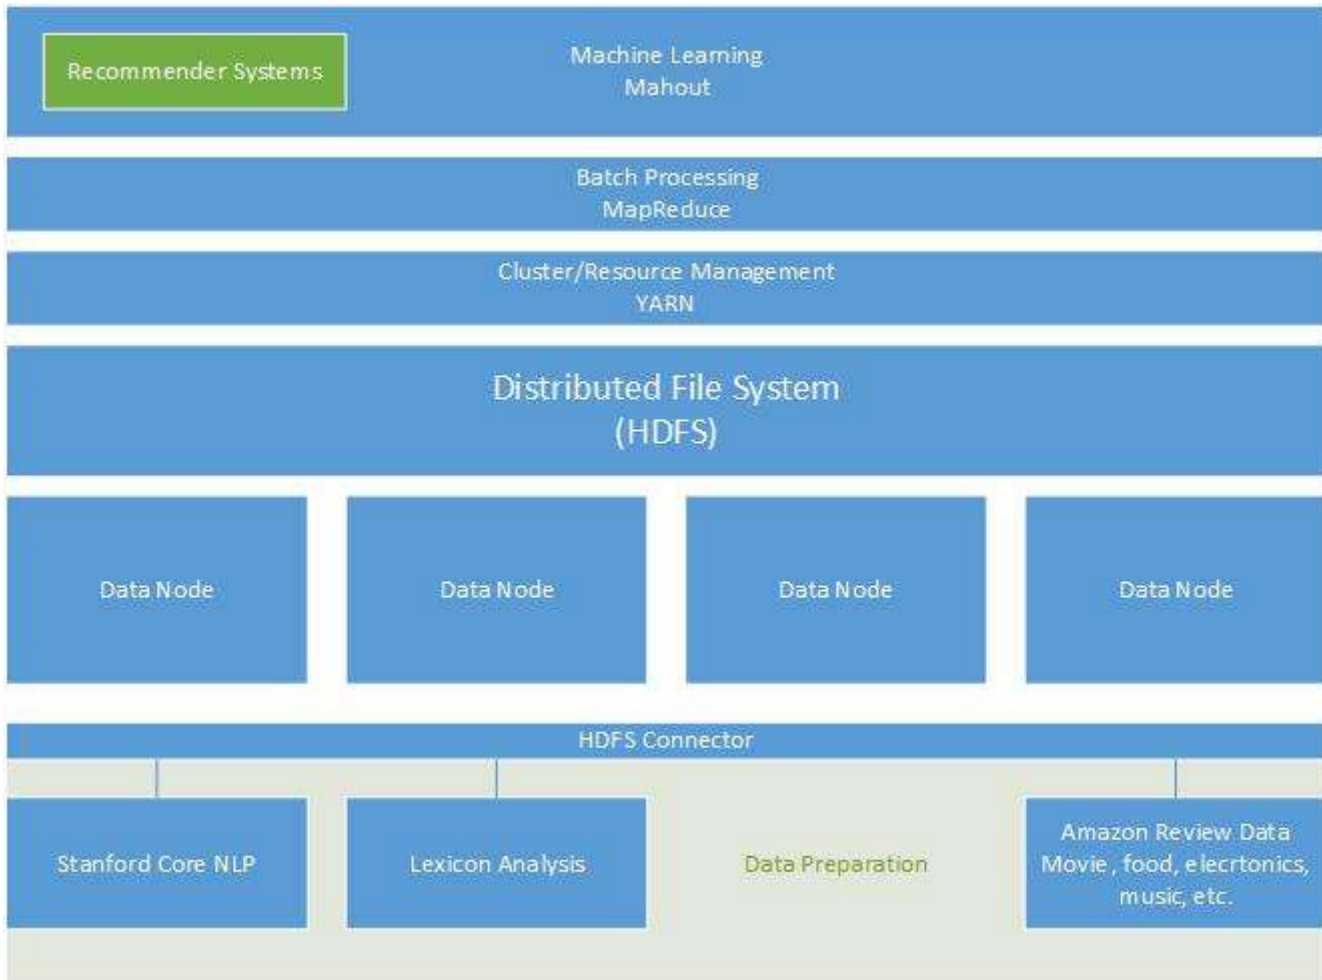 Recommender Systems
Machine Learning
Mahout
Batch Processing
MapReduce
Cluster/Resource Management
YARN
Distributed File System
(HDFS)
Data Node
Data Node
Data Node
Data Node
HDFS Connector
Stanford Core NLP
Lexicon Analysis
Data Preparation
Amazon Review Data
Movie, food, elecrtonics,
music, etc.